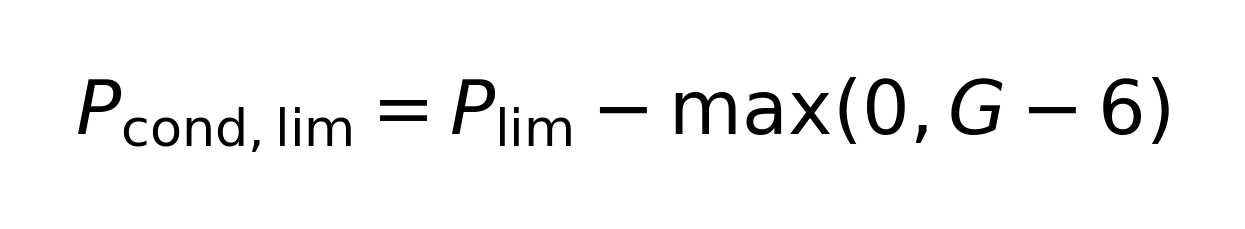 P_cond, lim = P_lim − max(0, G − 6)